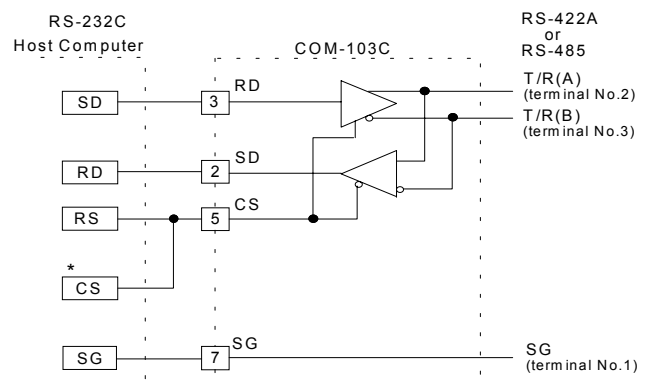 RS-232C
Host Computer
COM-103C
RS-422A
or
RS-485
SD
3
RD
T/R(A)
(terminal No.2)
T/R(B)
(terminal No.3)
RD
2
SD
RS
5
CS
*
CS
SG
7
SG
SG
(terminal No.1)